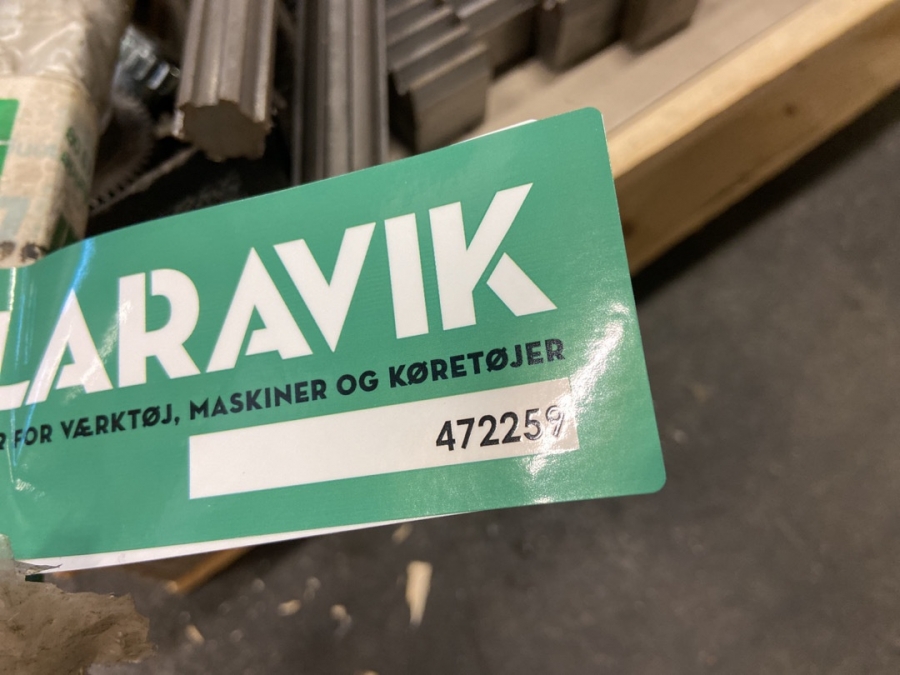 LARAVIK
R FOR VÆRKTØJ, MASKINER OG KØRETØJER
472259